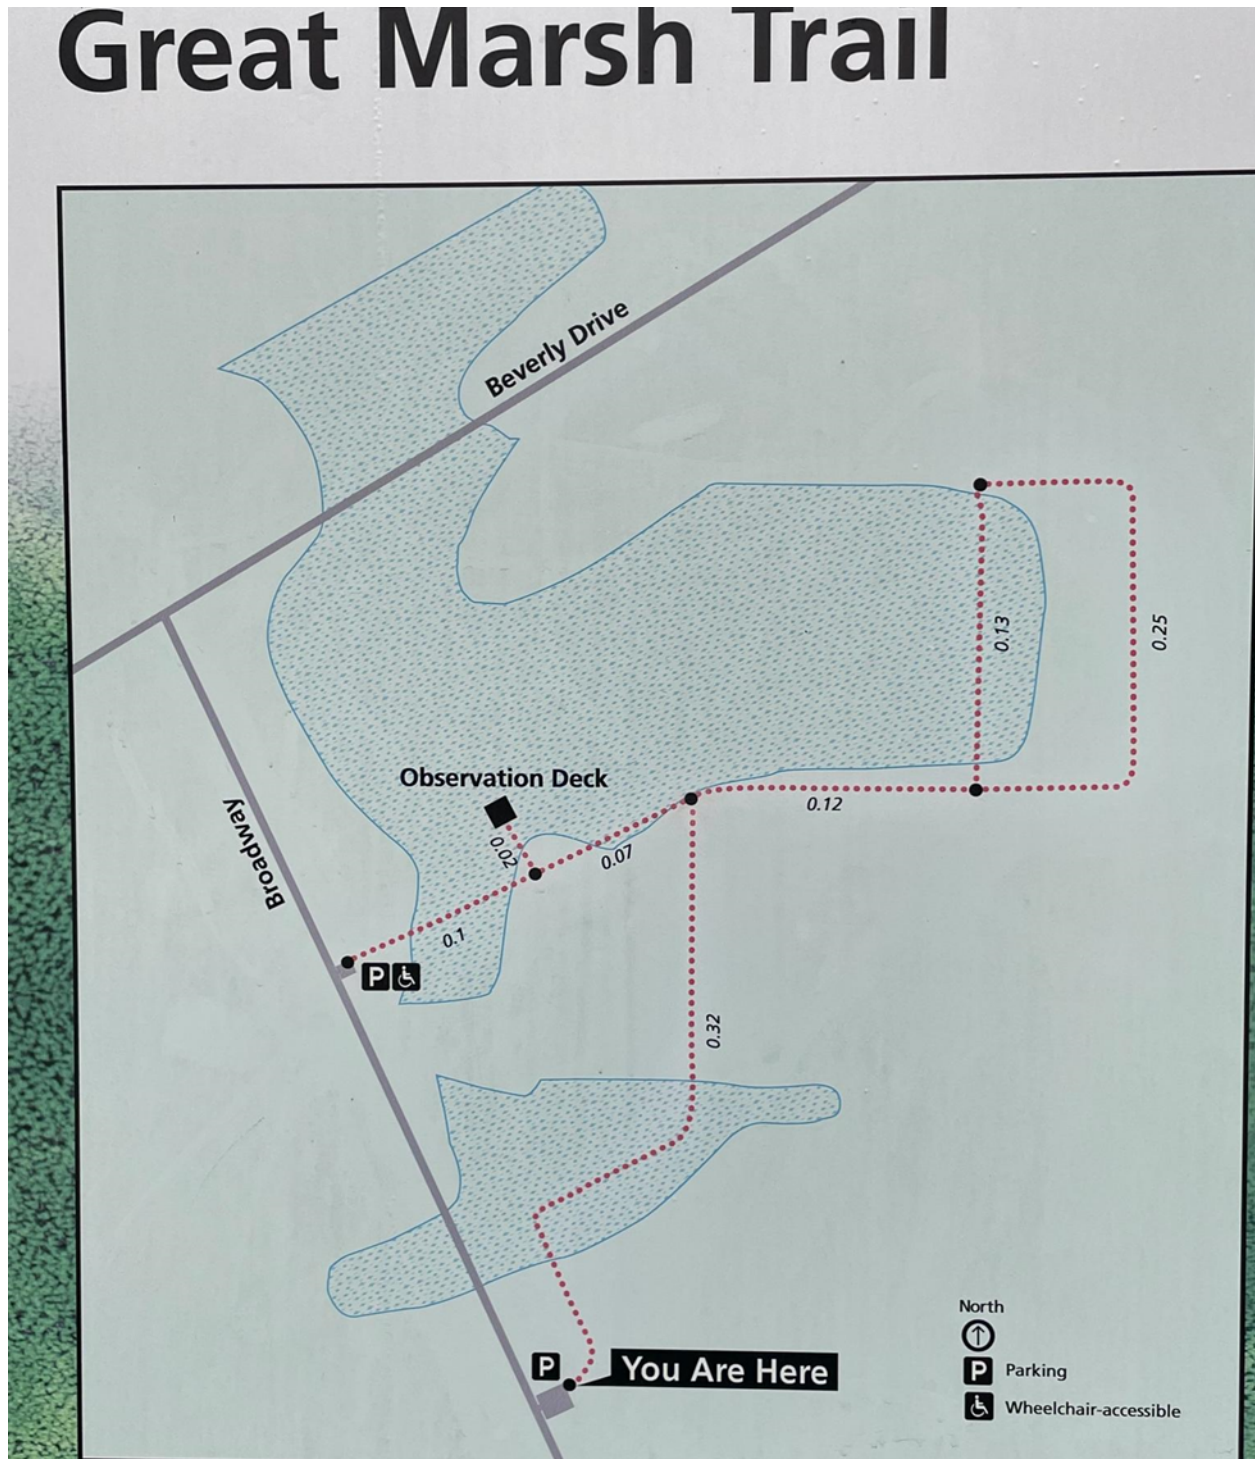 Great Marsh Trail
Beverly Drive
0.13
0.25
Observation Deck
0.12
Broadway
0.02
0.07
0.1
P
0.32
North
P
You Are Here
P Parking
Wheelchair-accessible